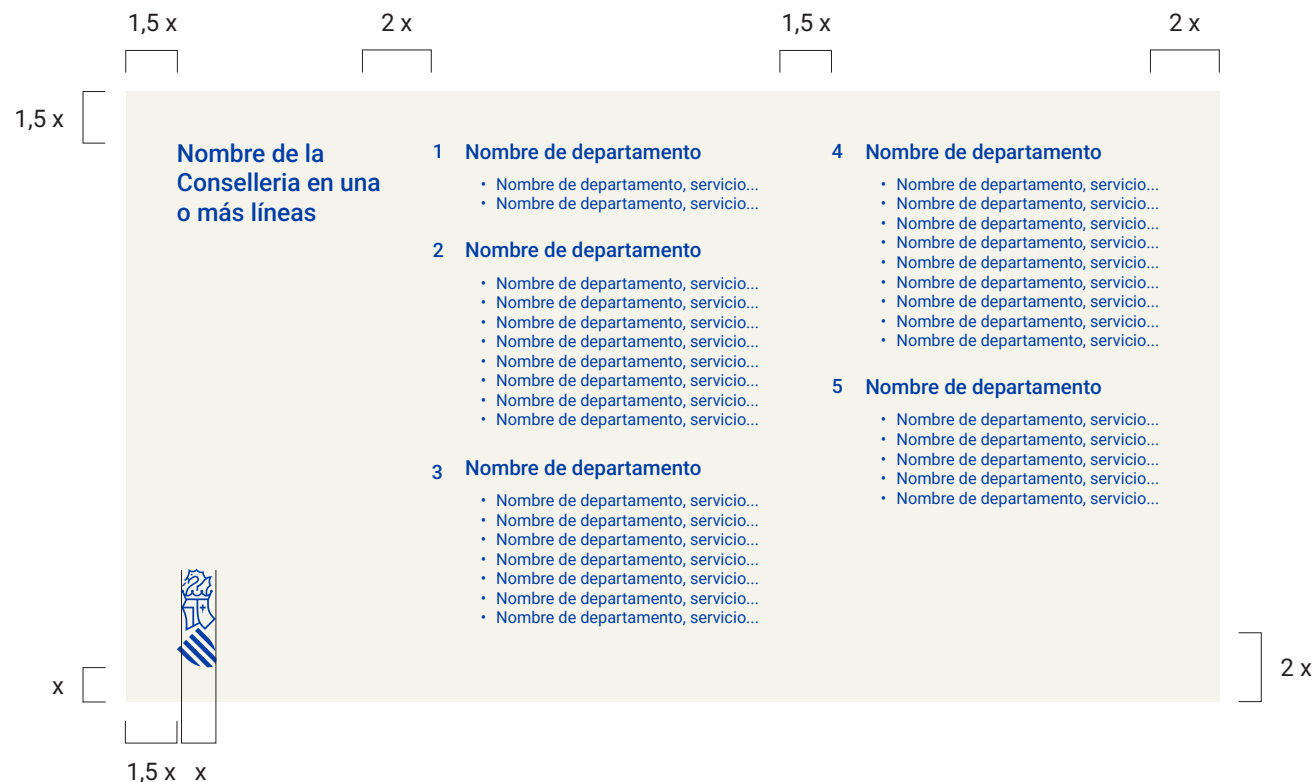 1,5 x
2 x
1,5 x
2 x
1,5 x
Nombre de la
Conselleria en una
o más líneas
1 Nombre de departamento
• Nombre de departamento, servicio...
• Nombre de departamento, servicio...
2 Nombre de departamento
• Nombre de departamento, servicio...
• Nombre de departamento, servicio...
• Nombre de departamento, servicio...
• Nombre de departamento, servicio...
• Nombre de departamento, servicio...
• Nombre de departamento, servicio...
• Nombre de departamento, servicio...
• Nombre de departamento, servicio...
3 Nombre de departamento
• Nombre de departamento, servicio...
• Nombre de departamento, servicio...
• Nombre de departamento, servicio...
• Nombre de departamento, servicio...
• Nombre de departamento, servicio...
• Nombre de departamento, servicio...
• Nombre de departamento, servicio...
4 Nombre de departamento
• Nombre de departamento, servicio...
• Nombre de departamento, servicio...
• Nombre de departamento, servicio...
• Nombre de departamento, servicio...
• Nombre de departamento, servicio...
• Nombre de departamento, servicio...
• Nombre de departamento, servicio...
• Nombre de departamento, servicio...
• Nombre de departamento, servicio...
5 Nombre de departamento
• Nombre de departamento, servicio...
• Nombre de departamento, servicio...
• Nombre de departamento, servicio...
• Nombre de departamento, servicio...
• Nombre de departamento, servicio...
x
2 x
1,5 x
x